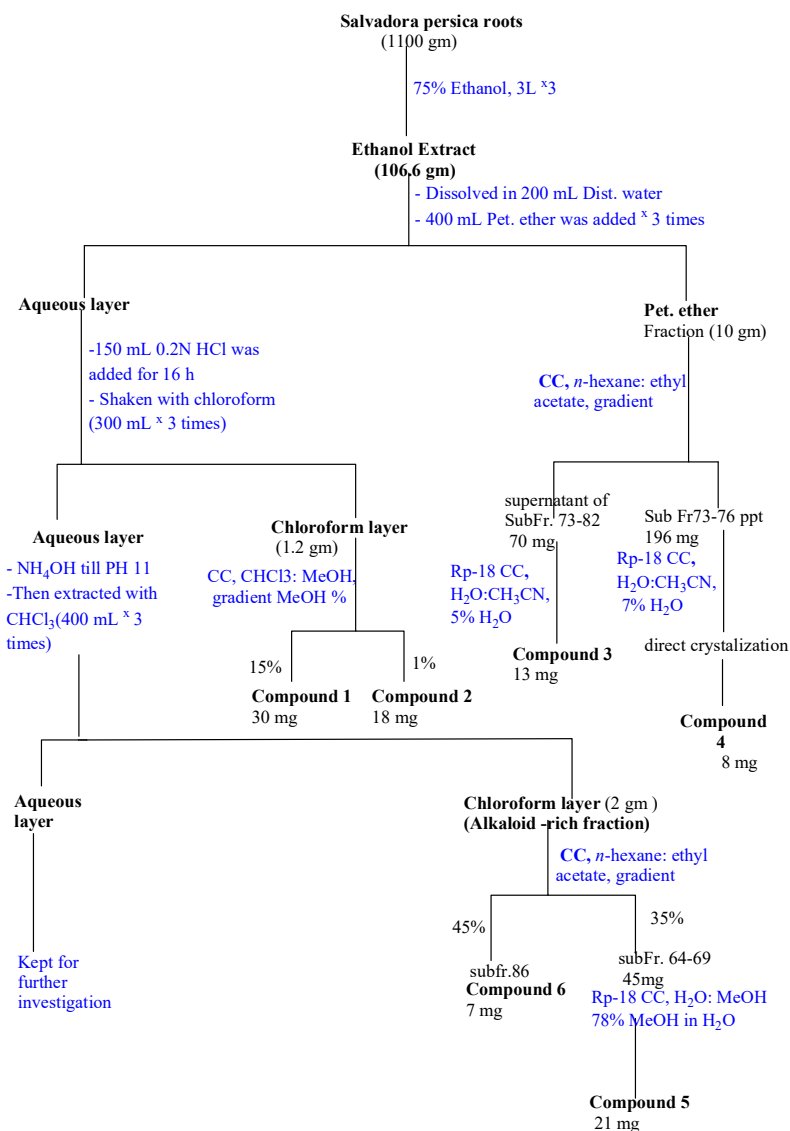 Salvadora persica roots
(1100 gm)
75% Ethanol, 3L x3
Ethanol Extract
(106.6 gm)
- Dissolved in 200 mL Dist. water
- 400 mL Pet. ether was added x 3 times
Aqueous layer
Pet. ether
Fraction (10 gm)
-150 mL 0.2N HCl was
added for 16 h
- Shaken with chloroform
(300 mL x 3 times)
CC, n-hexane: ethyl
acetate, gradient
Aqueous layer
- NH4OH till PH 11
-Then extracted with
CHCl3(400 mL x 3
times)
Chloroform layer
(1.2 gm)
CC, CHCl3: MeOH,
gradient MeOH %
supernatant of
SubFr. 73-82
70 mg
Rp-18 CC,
H2O:CH3CN,
5% H2O
Sub Fr73-76 ppt
196 mg
Rp-18 CC,
H2O:CH3CN,
7% H2O
direct crystalization
15%
1%
Compound 1
30 mg
Compound 2
18 mg
Compound 3
13 mg
Compound
4
8 mg
Aqueous
layer
Chloroform layer (2 gm )
(Alkaloid -rich fraction)
CC, n-hexane: ethyl
acetate, gradient
45%
35%
Kept for
further
investigation
subfr.86
Compound 6
7 mg
subFr. 64-69
45mg
Rp-18 CC, H2O: MeOH
78% MeOH in H2O
Compound 5
21 mg